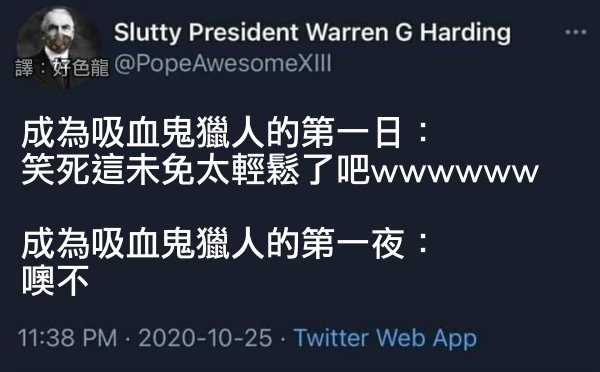 Slutty President Warren G Harding
譯：好色龍 @PopeAwesomeXIII
成為吸血鬼獵人的第一日：
笑死這未免太輕鬆了吧wwwwww
成為吸血鬼獵人的第一夜：
噢不
11:38 PM · 2020-10-25 · Twitter Web App